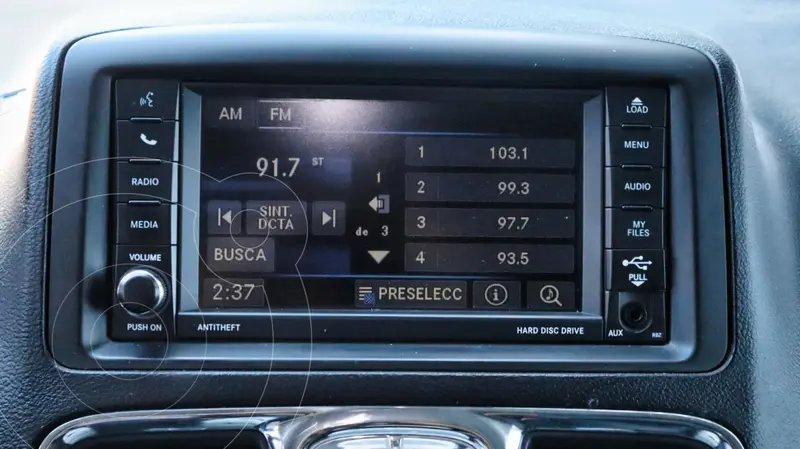 LOAD
MENU
RADIO
AUDIO
MEDIA
MY
FILES
VOLUME
PULL
PUSH ON
ANTITHEFT
HARD DISC DRIVE
AUX
RBZ
AM FM
91.7 ST
SINT.
DCTA
BUSCA
2:37
1
de 3
1 103.1
2 99.3
3 97.7
4 93.5
PRESELECC